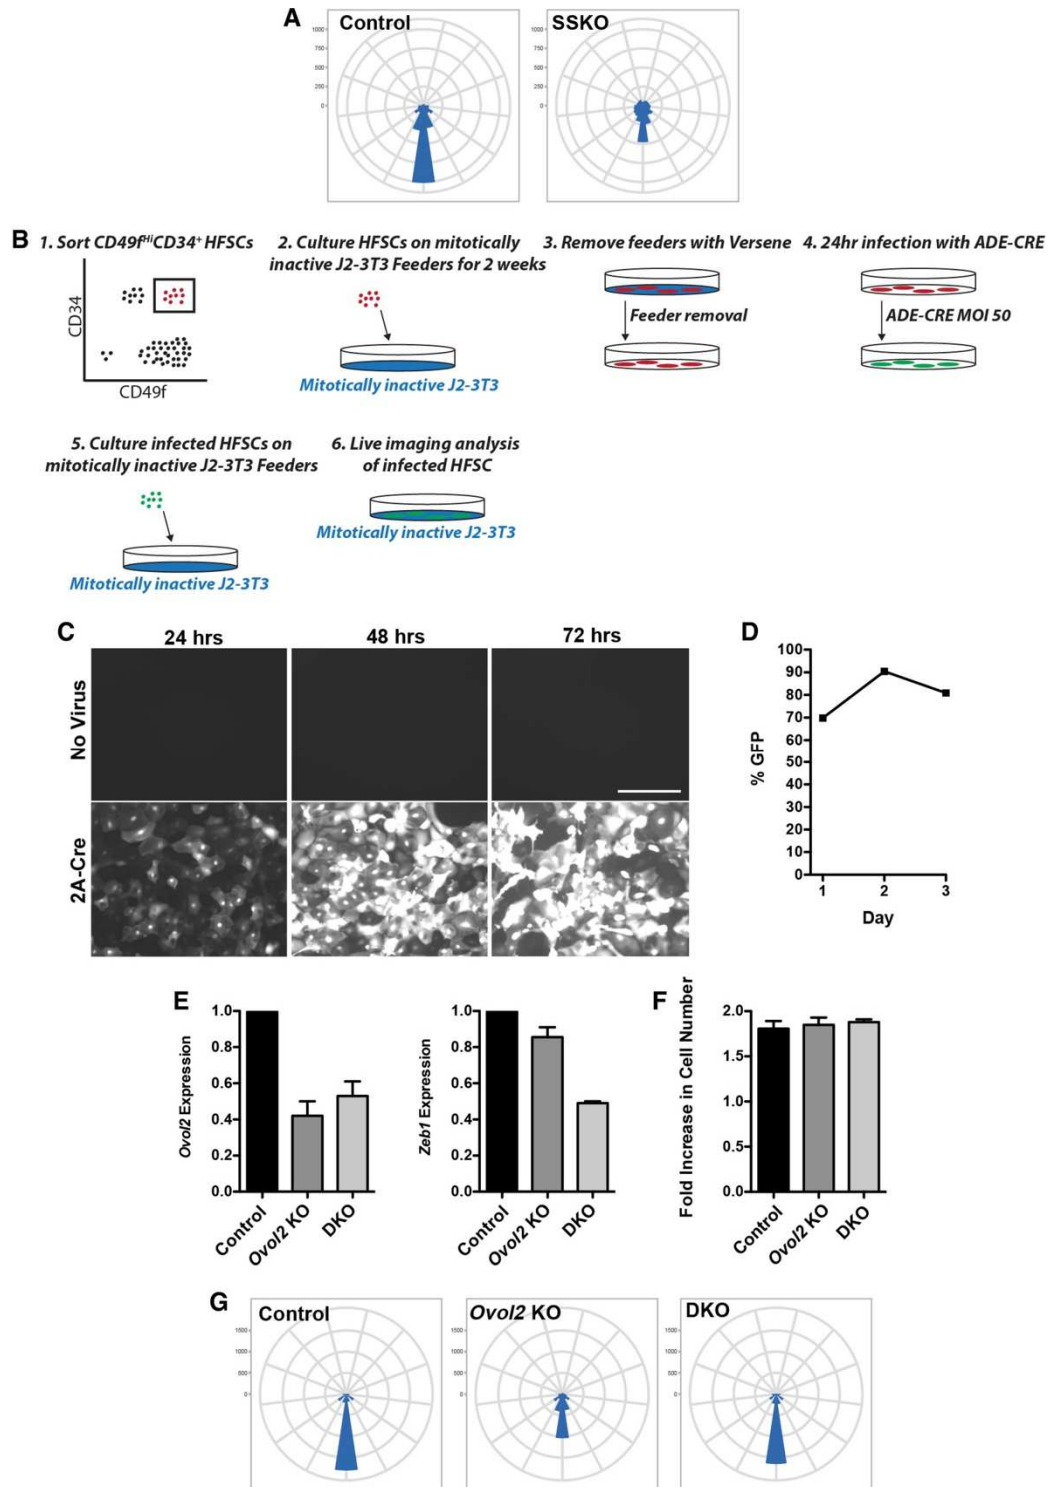 A
Control
SSKO
1000
750
500
250
0
1000
750
500
250
0
B
1. Sort CD49fHiCD34+ HFSCs
2. Culture HFSCs on mitotically
inactive J2-3T3 Feeders for 2 weeks
3. Remove feeders with Versene
4. 24hr infection with ADE-CRE
CD34
CD49f
Mitotically inactive J2-3T3
Feeder removal
ADE-CRE MOI 50
5. Culture infected HFSCs on
mitotically inactive J2-3T3 Feeders
6. Live imaging analysis
of infected HFSC
Mitotically inactive J2-3T3
Mitotically inactive J2-3T3
C
24 hrs
48 hrs
72 hrs
No Virus
2A-Cre
D
% GFP
100
90
80
70
60
50
40
30
20
10
0
1
2
3
Day
E
Ovol2 Expression
1.0
0.8
0.6
0.4
0.2
0.0
Control
Ovol2 KO
DKO
Zeb1 Expression
1.0
0.8
0.6
0.4
0.2
0.0
Control
Ovol2 KO
DKO
F
Fold Increase in Cell Number
2.0
1.5
1.0
0.5
0.0
Control
Ovol2 KO
DKO
G
Control
Ovol2 KO
DKO
1500
1000
500
0
1500
1000
500
0
1500
1000
500
0